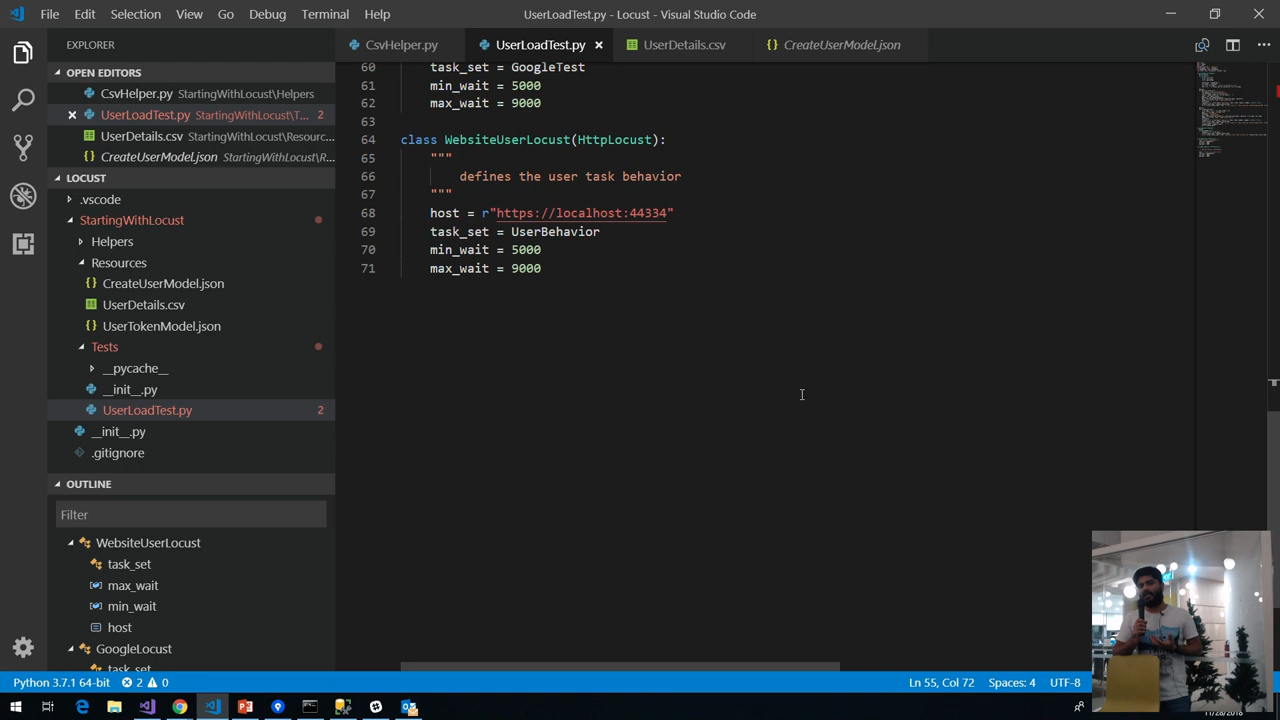 File Edit Selection View Go Debug Terminal Help
UserLoadTest.py - Locust - Visual Studio Code
EXPLORER
CsvHelper.py
UserLoadTest.py
UserDetails.csv
CreateUserModel.json
OPEN EDITORS
CsvHelper.py StartingWithLocust\Helpers
UserLoadTest.py StartingWithLocust\T... 2
UserDetails.csv StartingWithLocust\Resourc...
CreateUserModel.json StartingWithLocust\R...
LOCUST
.vscode
StartingWithLocust
Helpers
Resources
CreateUserModel.json
UserDetails.csv
UserTokenModel.json
Tests
__pycache__
__init__.py
UserLoadTest.py 2
__init__.py
.gitignore
OUTLINE
Filter
WebsiteUserLocust
task_set
max_wait
min_wait
host
GoogleLocust
task_set
60 task_set = GoogleTest
61 min_wait = 5000
62 max_wait = 9000
63
64 class WebsiteUserLocust(HttpLocust):
65 """
66 defines the user task behavior
67 """
68 host = r"https://localhost:44334"
69 task_set = UserBehavior
70 min_wait = 5000
71 max_wait = 9000
Python 3.7.1 64-bit 2 0
Ln 55, Col 72 Spaces: 4 UTF-8
11/28/2018